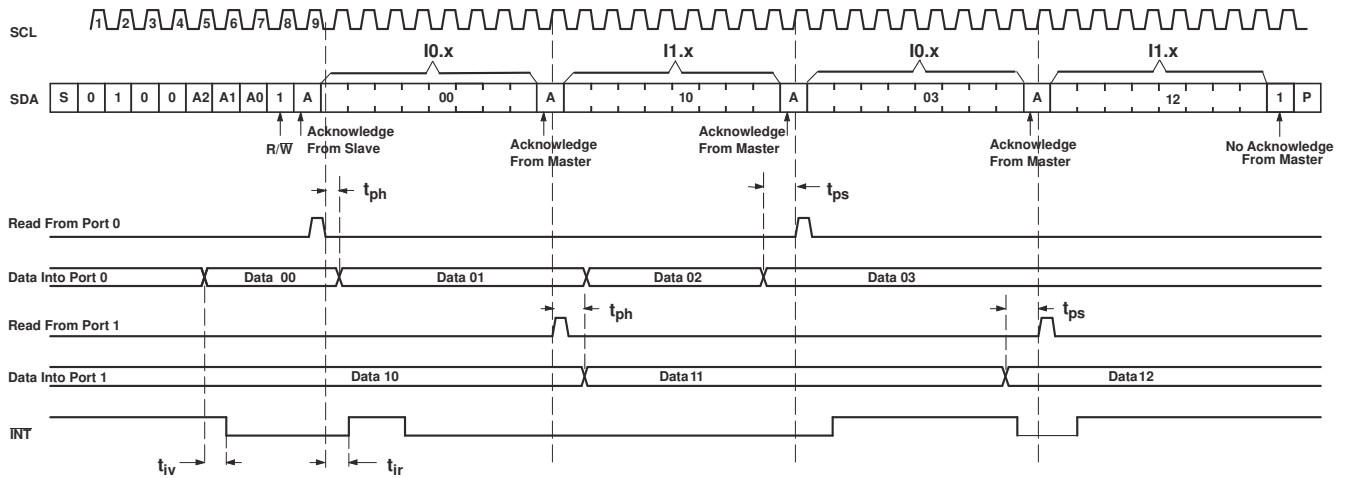 SCL 1 2 3 4 5 6 7 8 9
I0.x I1.x I0.x I1.x
SDA S 0 1 0 0 A2 A1 A0 1 A 00 A 10 A 03 A 12 1 P
R/W̅
Acknowledge
From Slave
Acknowledge
From Master
Acknowledge
From Master
Acknowledge
From Master
No Acknowledge
From Master
tph tps
Read From Port 0
Data Into Port 0 Data 00 Data 01 Data 02 Data 03
tph tps
Read From Port 1
Data Into Port 1 Data 10 Data 11 Data 12
I̅N̅T̅
tiv tir